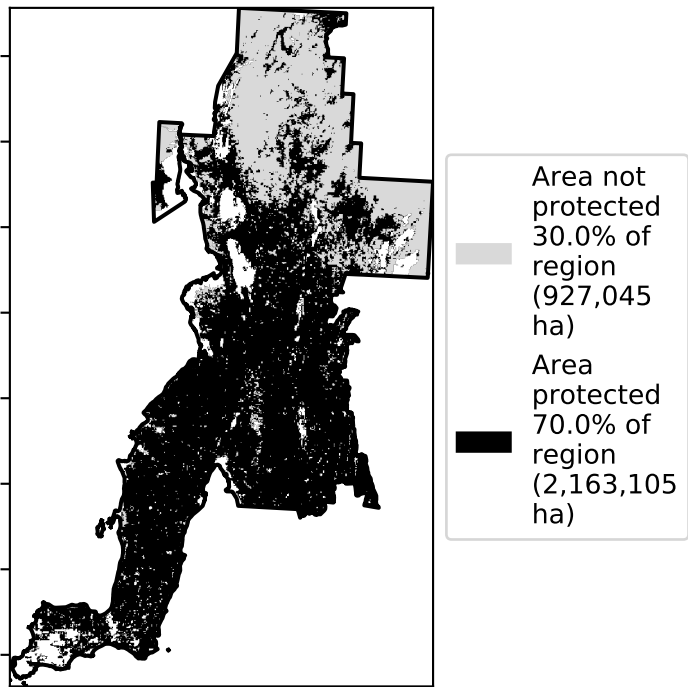 Area not
protected
30.0% of
region
(927,045
ha)
Area
protected
70.0% of
region
(2,163,105
ha)